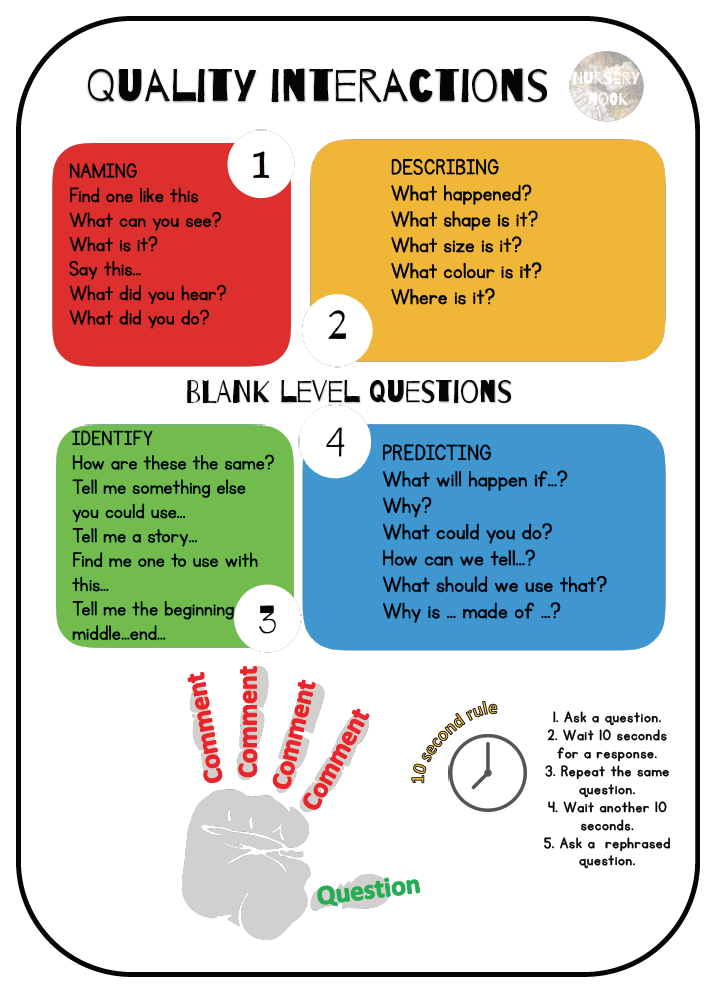 QUALITY INTERACTIONS
NURSERY
NOOK
1
NAMING
Find one like this
What can you see?
What is it?
Say this...
What did you hear?
What did you do?
DESCRIBING
What happened?
What shape is it?
What size is it?
What colour is it?
Where is it?
2
BLANK LEVEL QUESTIONS
IDENTIFY
How are these the same?
Tell me something else
you could use...
Tell me a story...
Find me one to use with
this...
Tell me the beginning
middle...end...
3
4
PREDICTING
What will happen if...?
Why?
What could you do?
How can we tell...?
What should we use that?
Why is ... made of ...?
Comment
Comment
Comment
Comment
Question
10 second rule
1. Ask a question.
2. Wait 10 seconds
for a response.
3. Repeat the same
question.
4. Wait another 10
seconds.
5. Ask a rephrased
question.